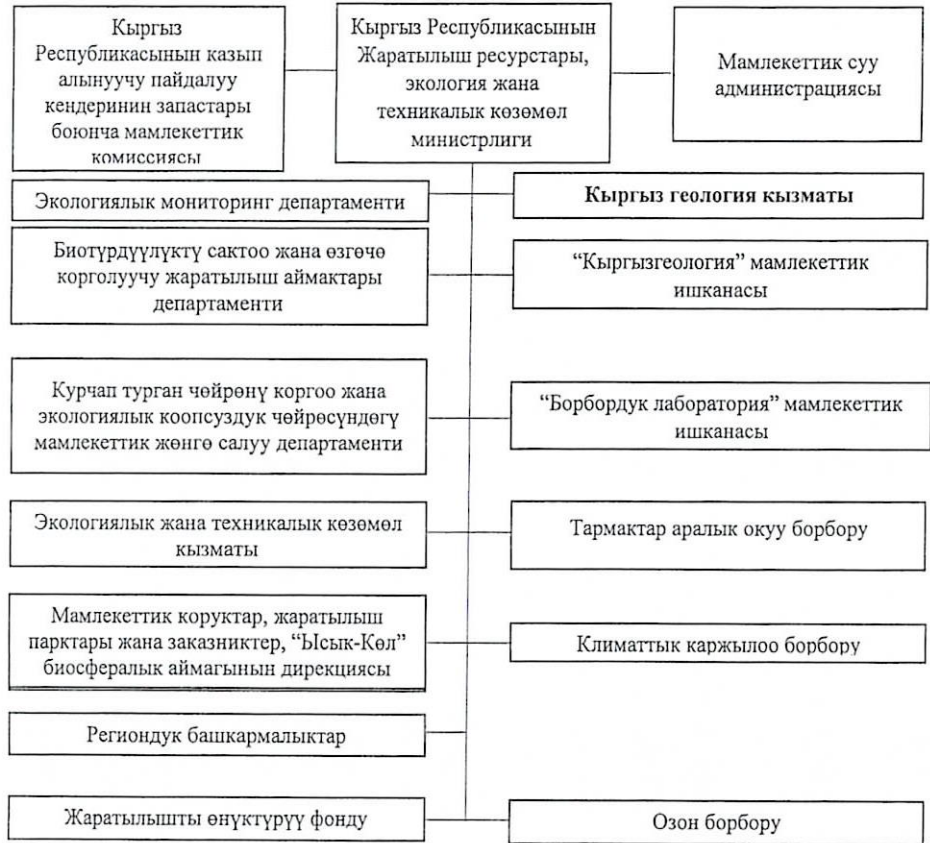 Кыргыз
Республикасынын казып
алынуучу пайдалуу
кендеринин запастары
боюнча мамлекеттик
комиссиясы
Кыргыз Республикасынын
Жаратылыш ресурстары,
экология жана
техникалык көзөмөл
министрлиги
Мамлекеттик суу
администрациясы
Экологиялык мониторинг департаменти
Кыргыз геология кызматы
Биотүрдүүлүктү сактоо жана өзгөчө
корголуучу жаратылыш аймактары
департаменти
“Кыргызгеология” мамлекеттик
ишканасы
Курчап турган чөйрөнү коргоо жана
экологиялык коопсуздук чөйрөсүндөгү
мамлекеттик жөнгө салуу департаменти
“Борбордук лаборатория” мамлекеттик
ишканасы
Экологиялык жана техникалык көзөмөл
кызматы
Тармактар аралык окуу борбору
Мамлекеттик коруктар, жаратылыш
парктары жана заказниктер, “Ысык-Көл”
биосфералык аймагынын дирекциясы
Климаттык каржылоо борбору
Региондук башкармалыктар
Жаратылышты өнүктүрүү фонду
Озон борбору